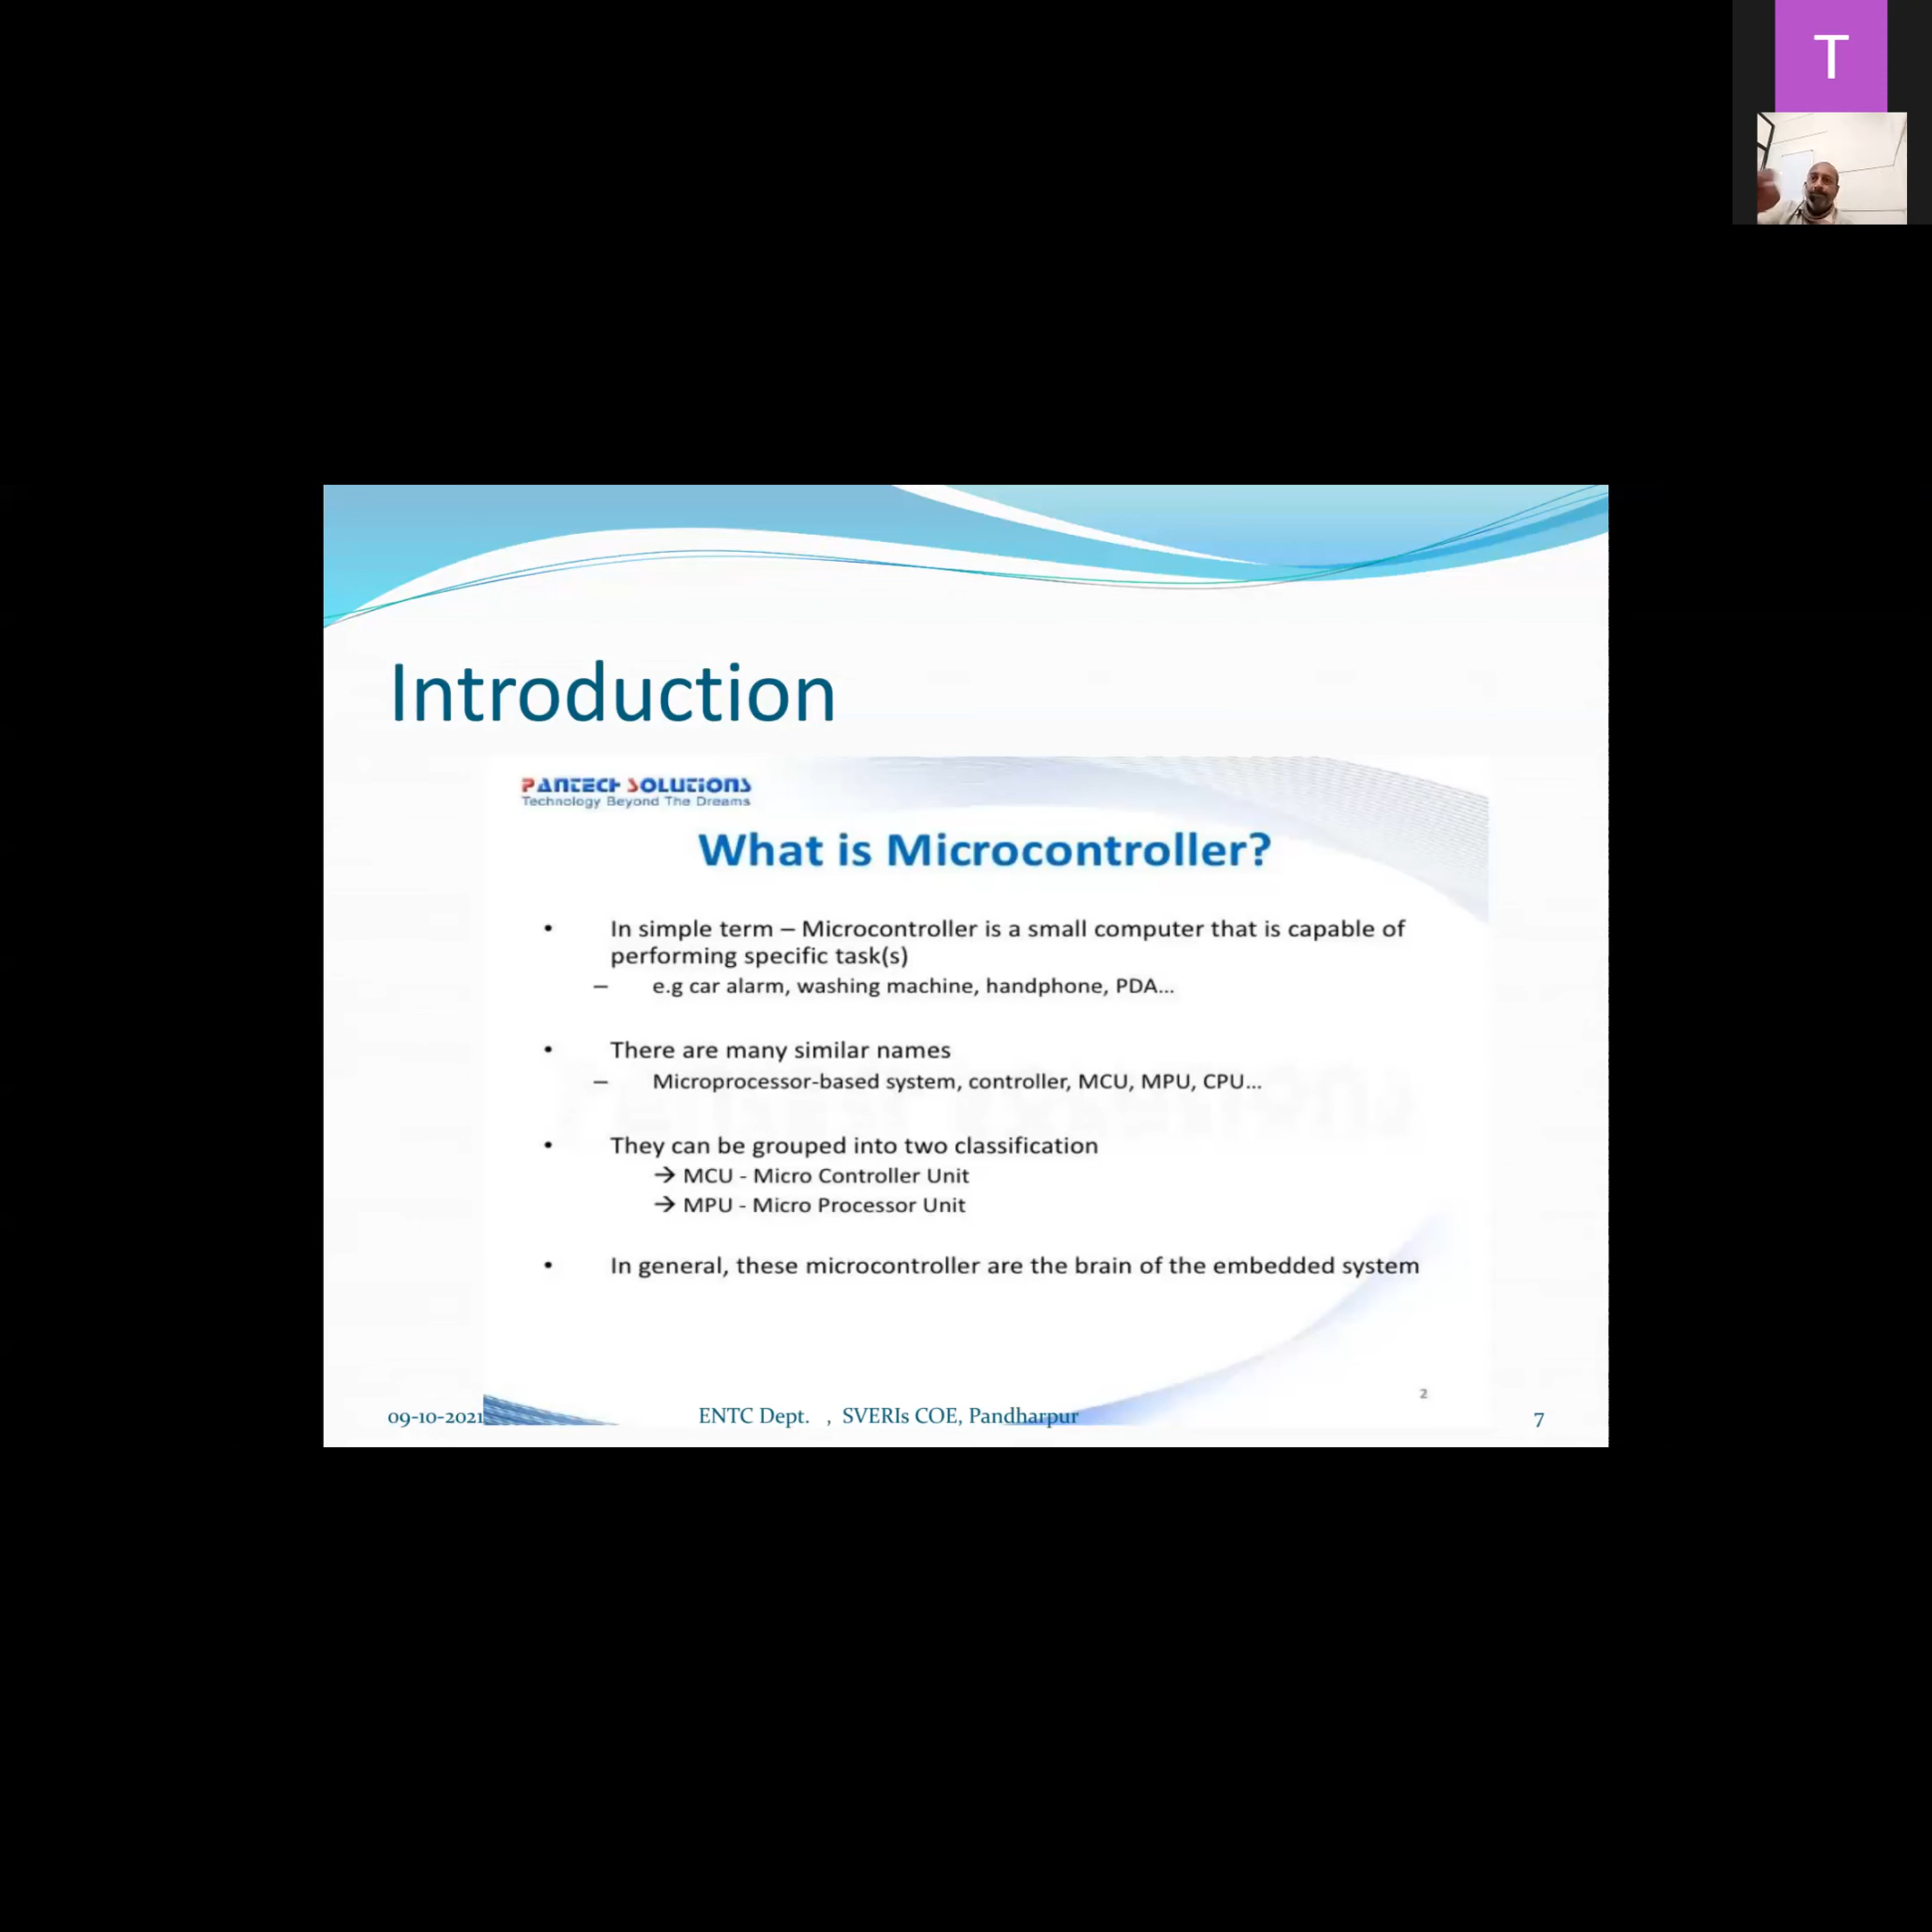 T
Introduction
PANTECH SOLUTIONS
Technology Beyond The Dreams
What is Microcontroller?
• In simple term – Microcontroller is a small computer that is capable of
performing specific task(s)
– e.g car alarm, washing machine, handphone, PDA...
• There are many similar names
– Microprocessor-based system, controller, MCU, MPU, CPU...
• They can be grouped into two classification
→ MCU - Micro Controller Unit
→ MPU - Micro Processor Unit
• In general, these microcontroller are the brain of the embedded system
2
09-10-2021 ENTC Dept. , SVERIs COE, Pandharpur 7